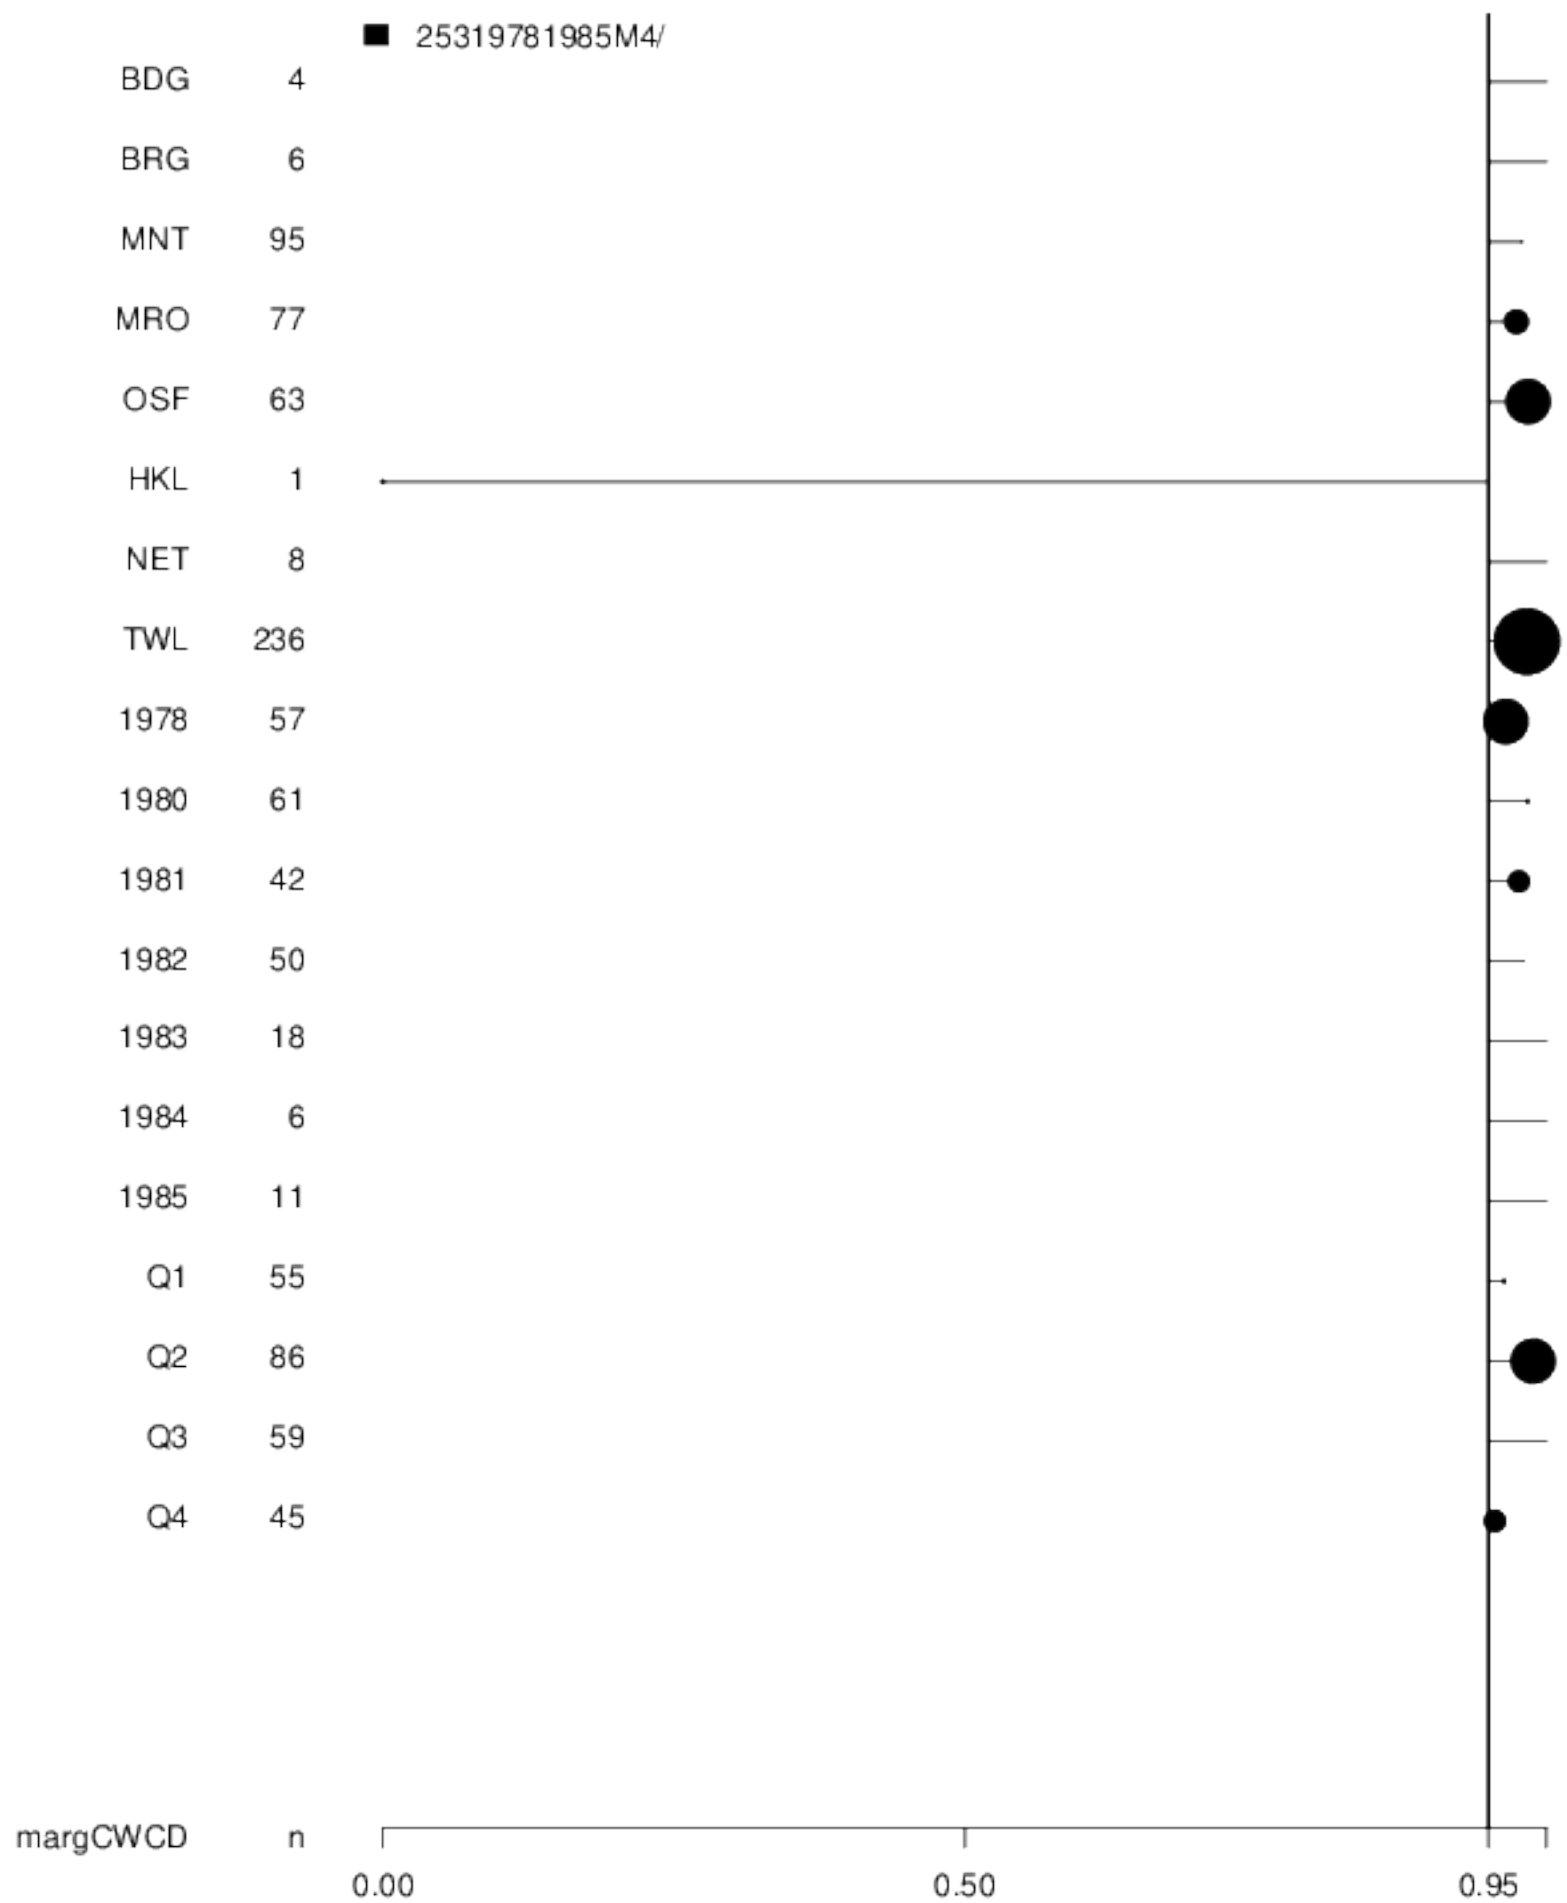 25319781985M4/
BDG 4
BRG 6
MNT 95
MRO 77
OSF 63
HKL 1
NET 8
TWL 236
1978 57
1980 61
1981 42
1982 50
1983 18
1984 6
1985 11
Q1 55
Q2 86
Q3 59
Q4 45
margCWCD n
0.00 0.50 0.95